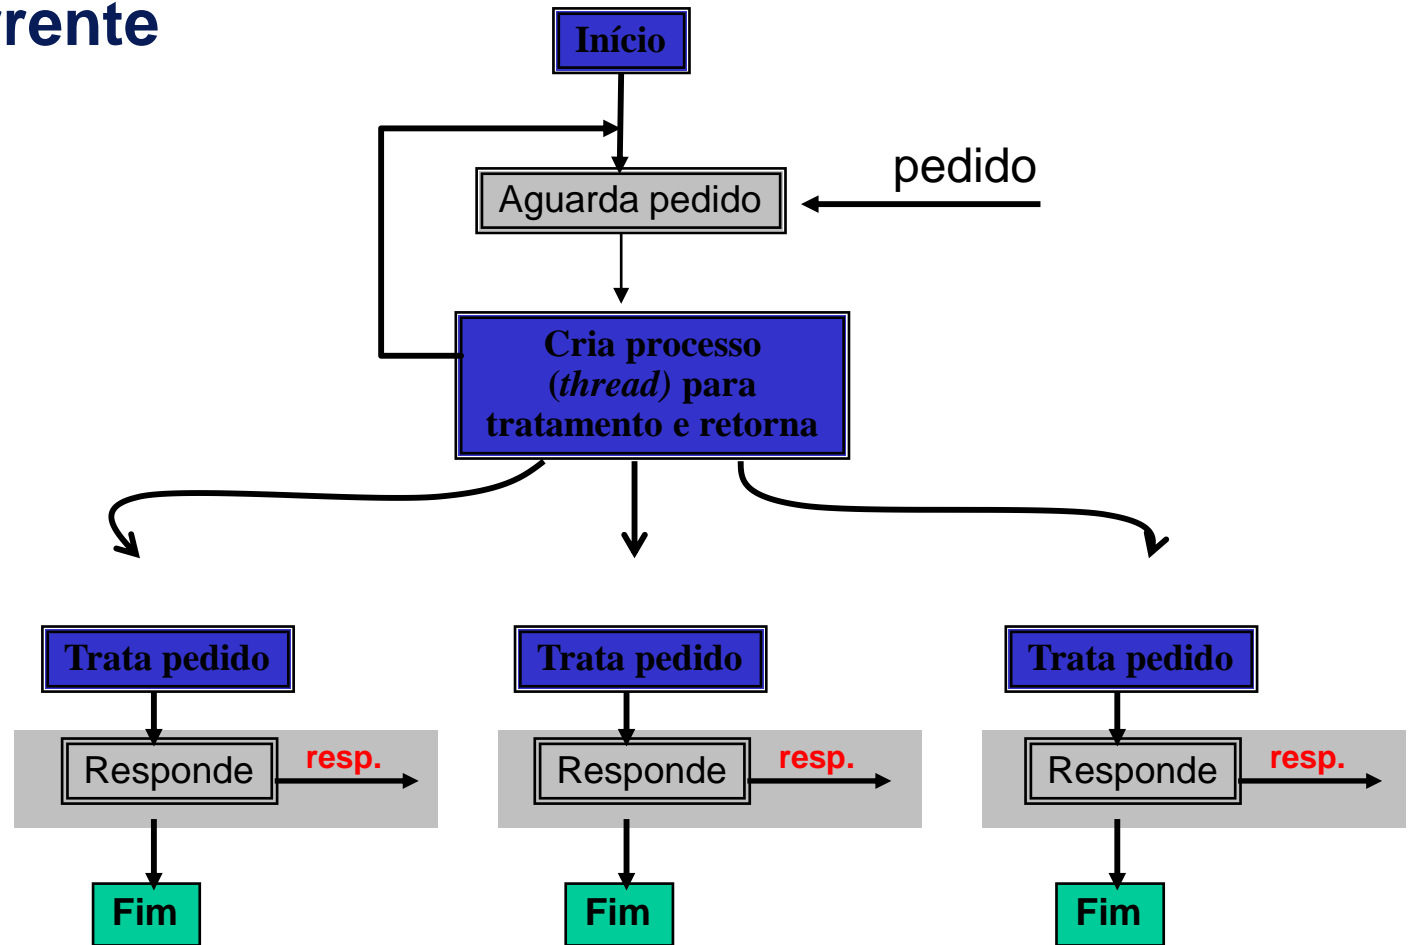 rrente
Início
pedido
Aguarda pedido
Cria processo
(thread) para
tratamento e retorna
Trata pedido
Trata pedido
Trata pedido
Responde
resp.
Responde
resp.
Responde
resp.
Fim
Fim
Fim